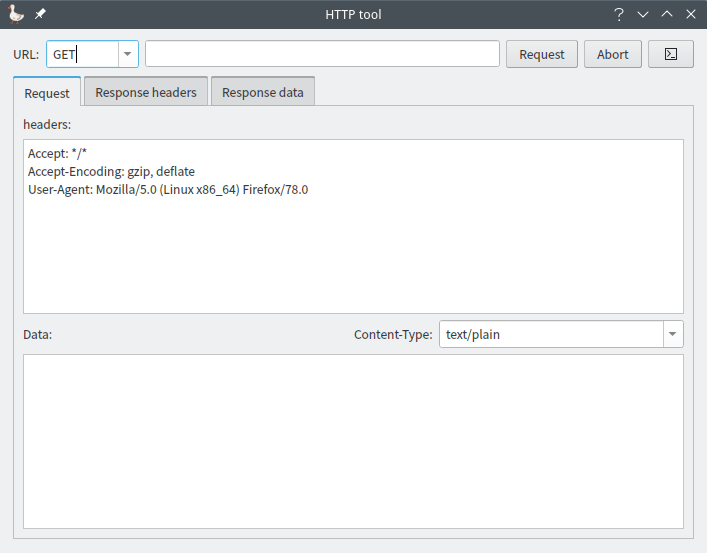 HTTP tool
URL: GET Request Abort
Request Response headers Response data
headers:
Accept: */*
Accept-Encoding: gzip, deflate
User-Agent: Mozilla/5.0 (Linux x86_64) Firefox/78.0
Data: Content-Type: text/plain